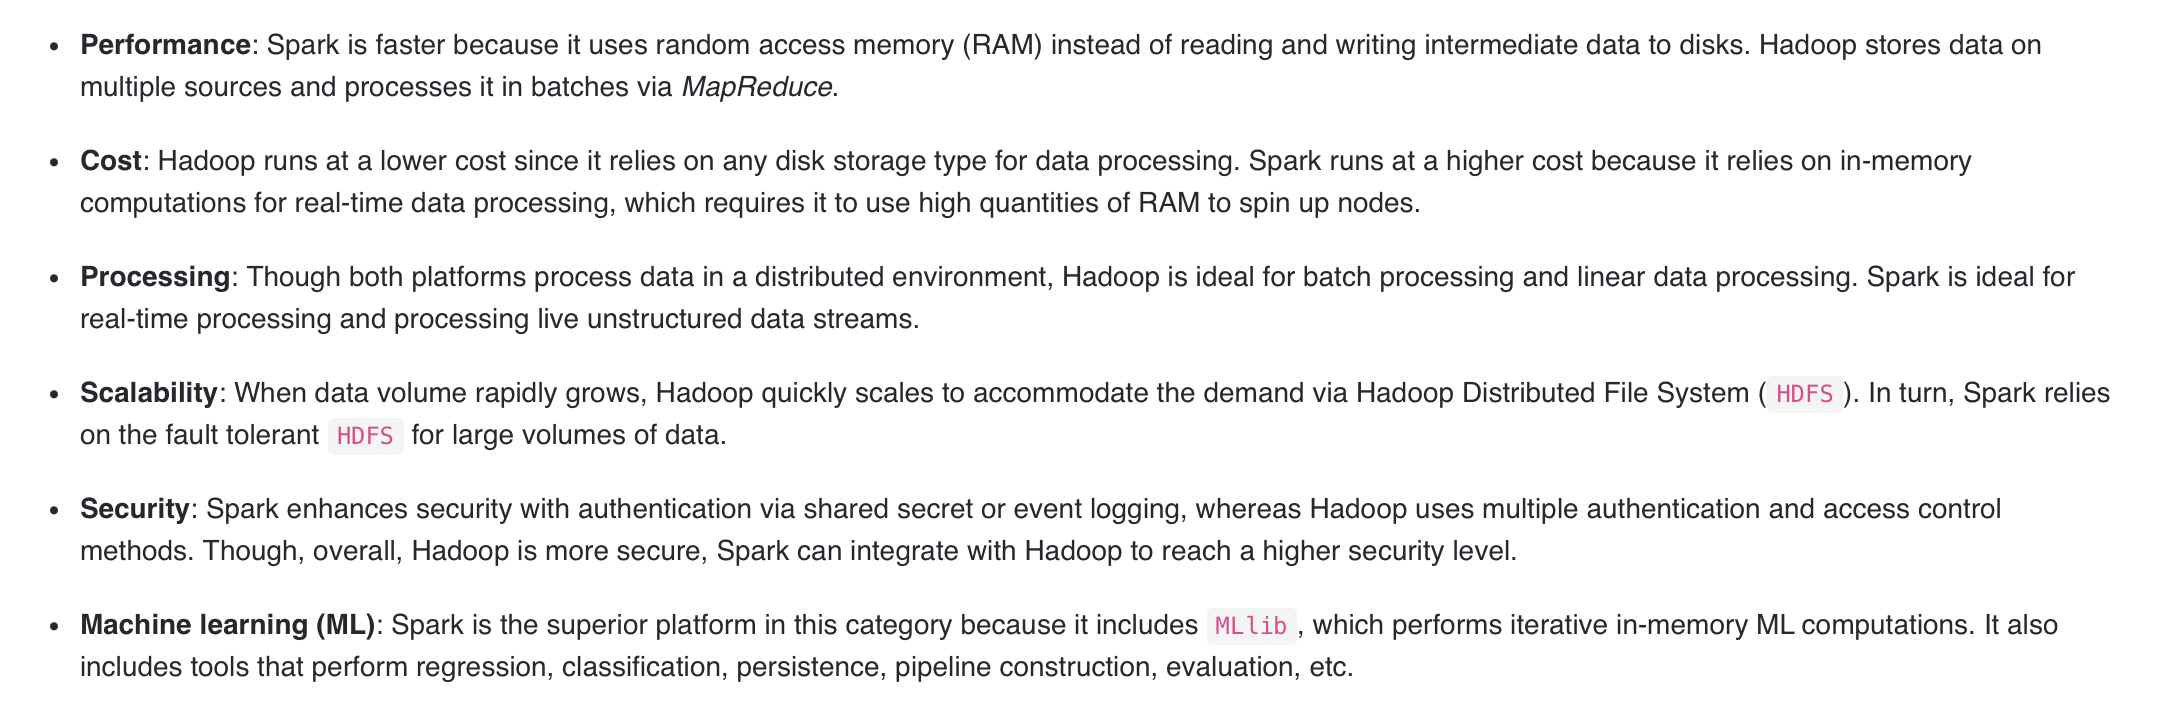 Performance: Spark is faster because it uses random access memory (RAM) instead of reading and writing intermediate data to disks. Hadoop stores data on
multiple sources and processes it in batches via MapReduce.
Cost: Hadoop runs at a lower cost since it relies on any disk storage type for data processing. Spark runs at a higher cost because it relies on in-memory
computations for real-time data processing, which requires it to use high quantities of RAM to spin up nodes.
Processing: Though both platforms process data in a distributed environment, Hadoop is ideal for batch processing and linear data processing. Spark is ideal for
real-time processing and processing live unstructured data streams.
Scalability: When data volume rapidly grows, Hadoop quickly scales to accommodate the demand via Hadoop Distributed File System ( HDFS ). In turn, Spark relies
on the fault tolerant HDFS for large volumes of data.
Security: Spark enhances security with authentication via shared secret or event logging, whereas Hadoop uses multiple authentication and access control
methods. Though, overall, Hadoop is more secure, Spark can integrate with Hadoop to reach a higher security level.
Machine learning (ML): Spark is the superior platform in this category because it includes MLlib , which performs iterative in-memory ML computations. It also
includes tools that perform regression, classification, persistence, pipeline construction, evaluation, etc.